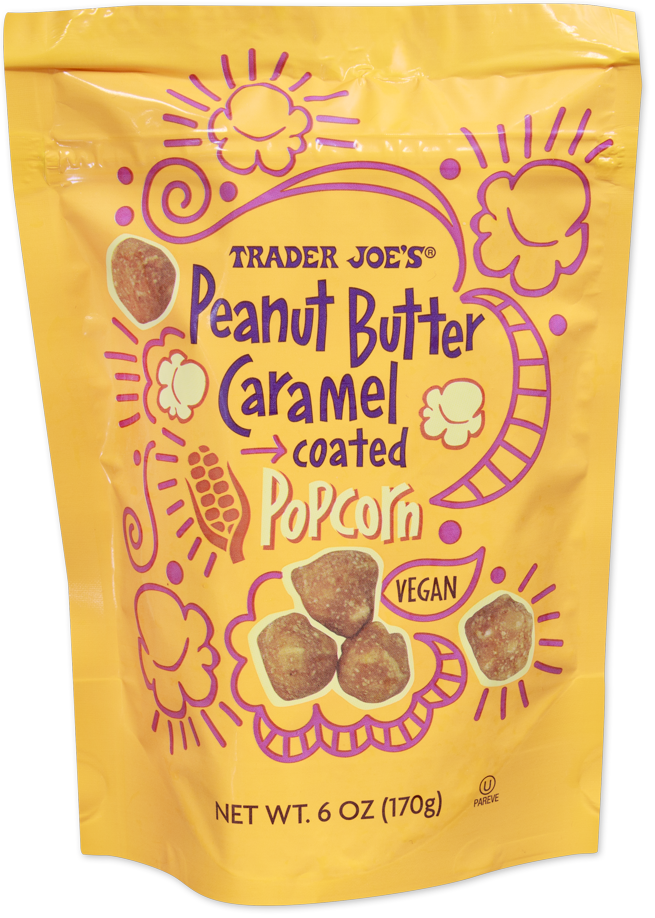 TRADER JOE'S®
Peanut Butter
Caramel
coated
Popcorn
VEGAN
NET WT. 6 OZ (170g)
U
PAREVE